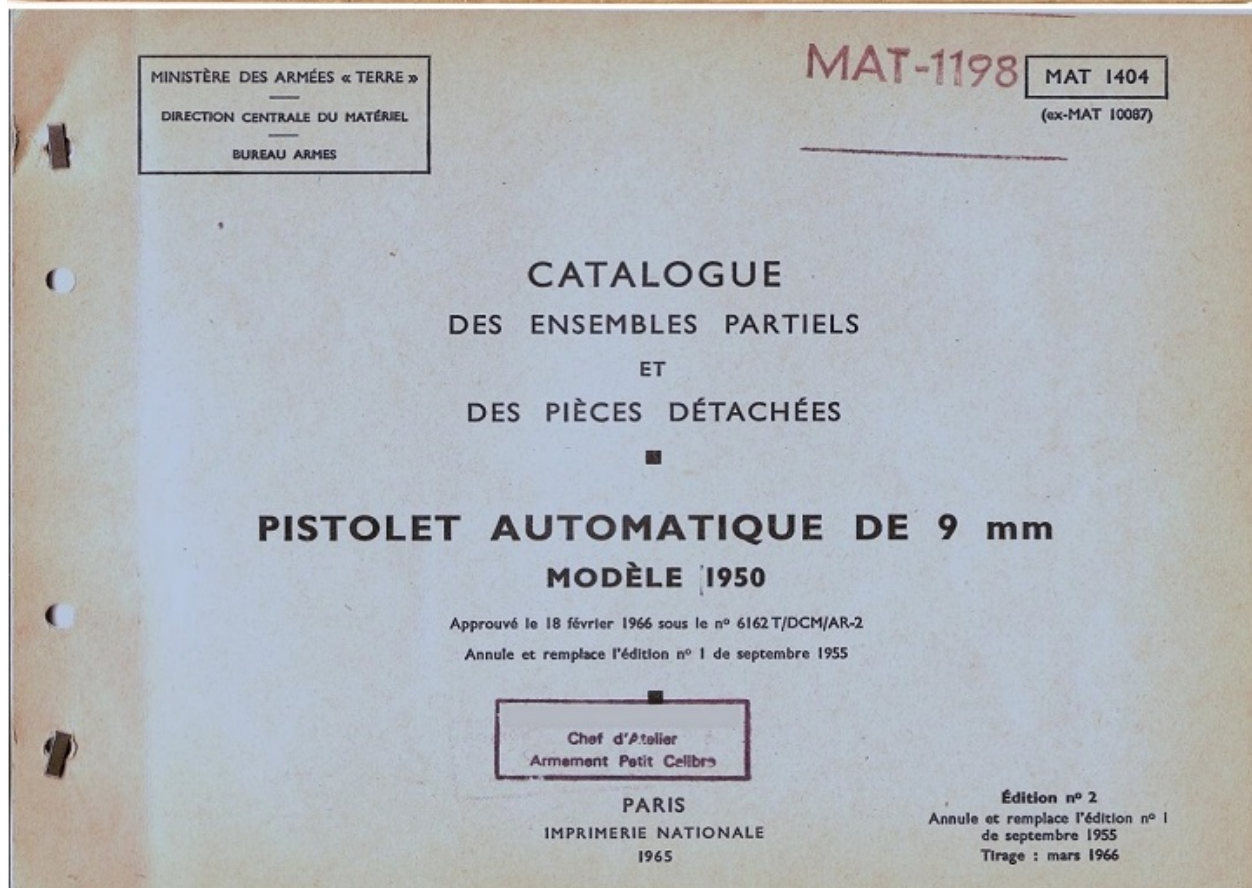 MINISTÈRE DES ARMÉES « TERRE »
DIRECTION CENTRALE DU MATÉRIEL
BUREAU ARMES
MAT-1198
MAT 1404
(ex-MAT 10087)
CATALOGUE
DES ENSEMBLES PARTIELS
ET
DES PIÈCES DÉTACHÉES
PISTOLET AUTOMATIQUE DE 9 mm
MODÈLE 1950
Approuvé le 18 février 1966 sous le nº 6162 T/DCM/AR-2
Annule et remplace l'édition nº 1 de septembre 1955
Chef d'Atelier
Armement Petit Calibre
PARIS
IMPRIMERIE NATIONALE
1965
Édition nº 2
Annule et remplace l'édition nº 1
de septembre 1955
Tirage : mars 1966